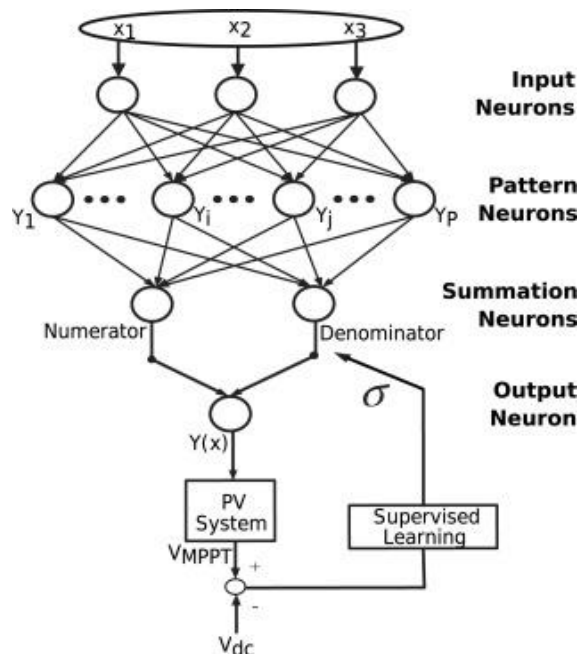 x1 x2 x3
Input
Neurons
Y1 Yi Yj YP
Pattern
Neurons
Summation
Neurons
Numerator Denominator
Output
Neuron
σ
Y(x)
PV
System
Supervised
Learning
VMPPT
+
-
Vdc